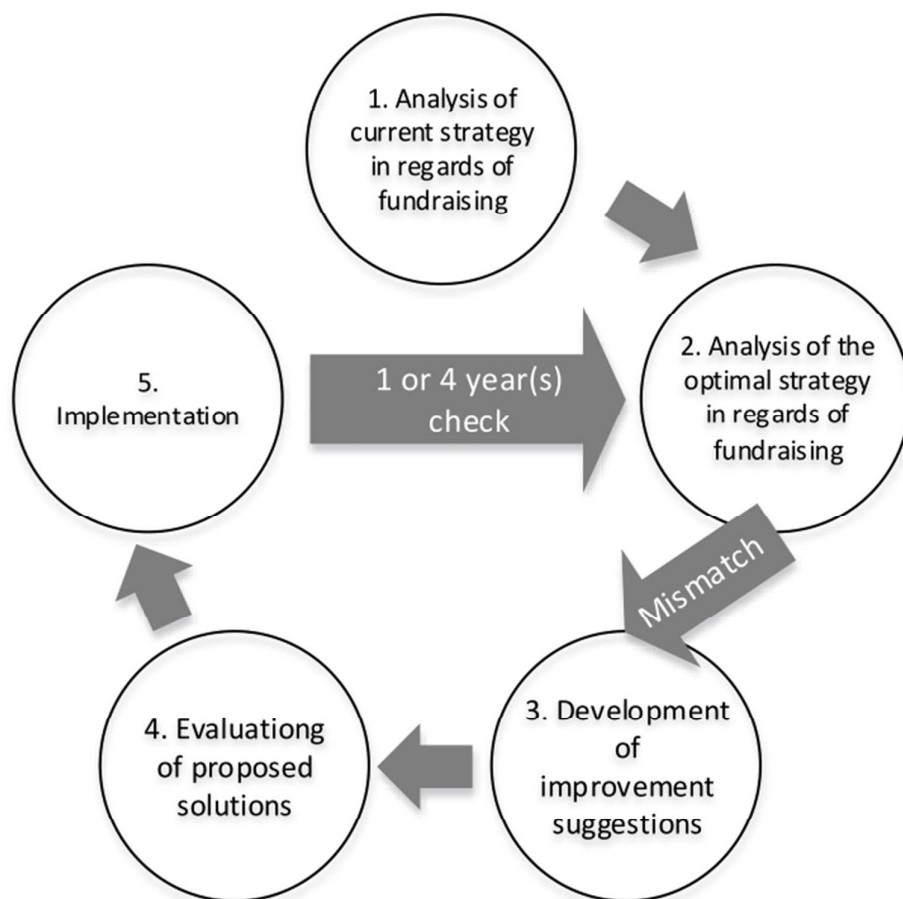 1. Analysis of
current strategy
in regards of
fundraising
2. Analysis of the
optimal strategy
in regards of
fundraising
Mismatch
3. Development
of
improvement
suggestions
4. Evaluationg
of proposed
solutions
5.
Implementation
1 or 4 year(s)
check